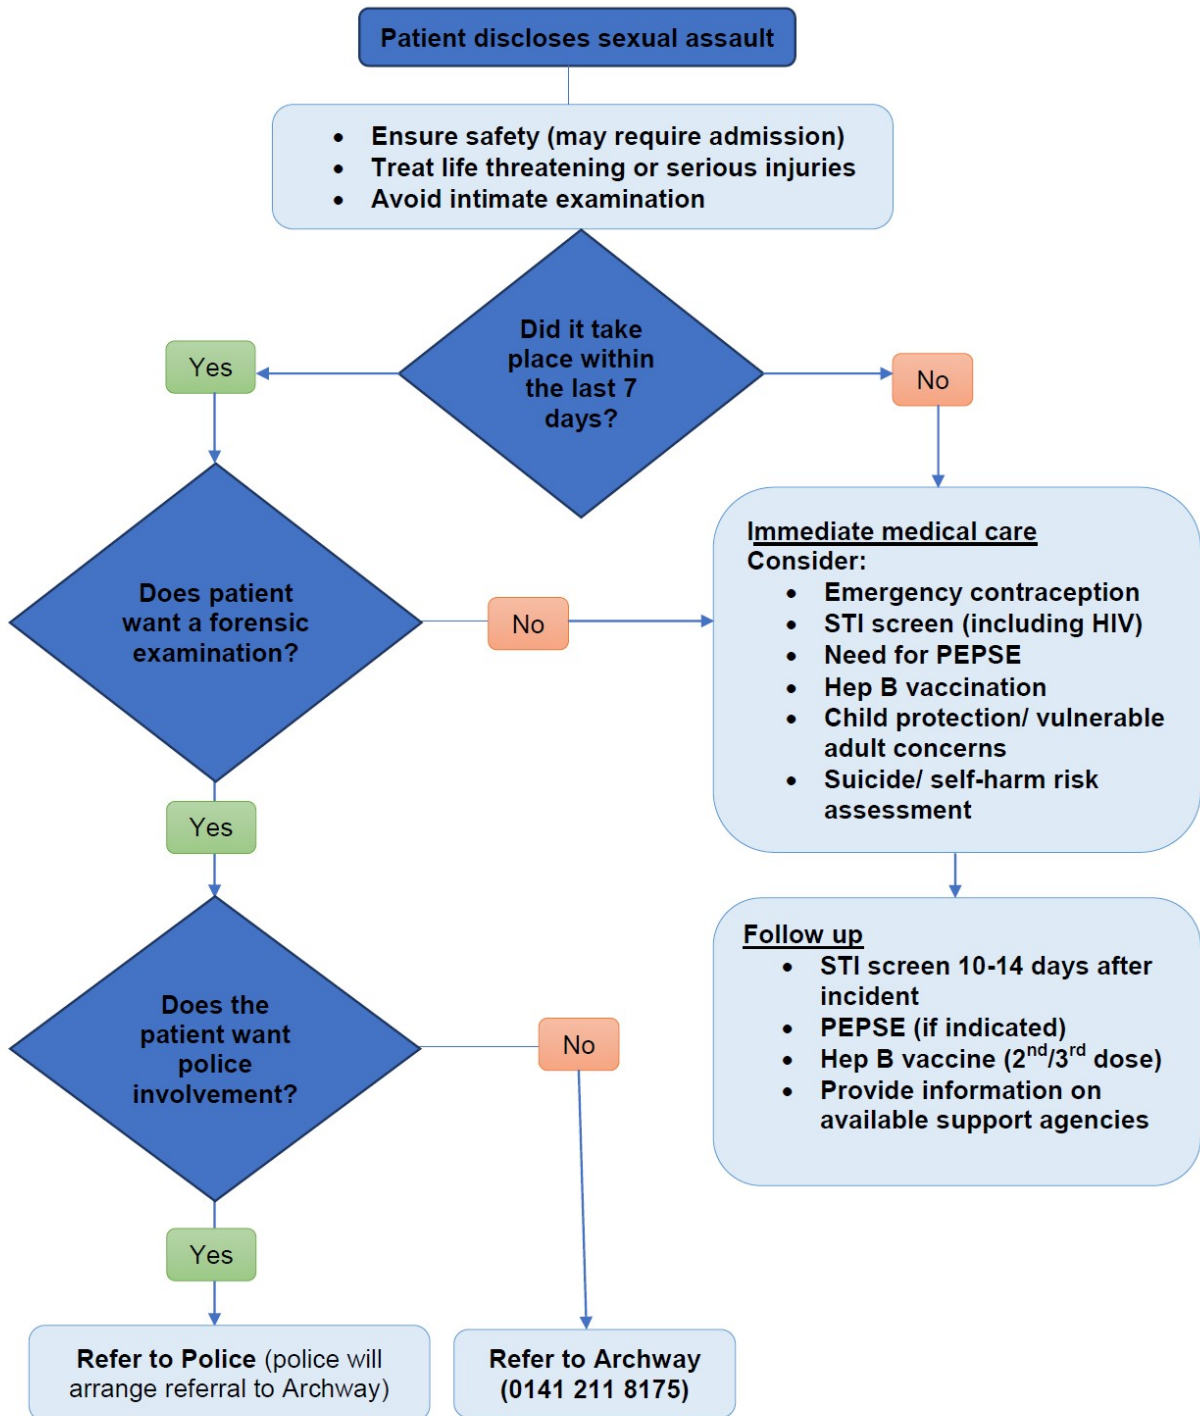 Patient discloses sexual assault
• Ensure safety (may require admission)
• Treat life threatening or serious injuries
• Avoid intimate examination
Did it take
place within
the last 7
days?
Yes
No
Does patient
want a forensic
examination?
No
Immediate medical care
Consider:
• Emergency contraception
• STI screen (including HIV)
• Need for PEPSE
• Hep B vaccination
• Child protection/ vulnerable
adult concerns
• Suicide/ self-harm risk
assessment
Yes
Follow up
• STI screen 10-14 days after
incident
• PEPSE (if indicated)
• Hep B vaccine (2nd/3rd dose)
• Provide information on
available support agencies
Does the
patient want
police
involvement?
No
Yes
Refer to Police (police will
arrange referral to Archway)
Refer to Archway
(0141 211 8175)